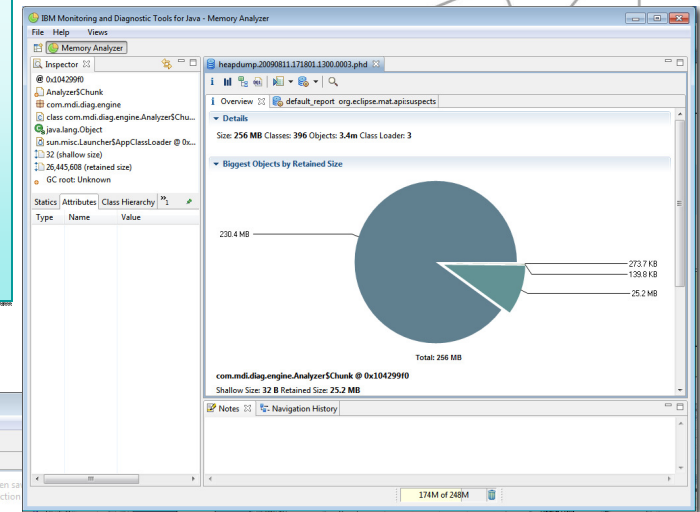 IBM Monitoring and Diagnostic Tools for Java - Memory Analyzer
File Help Views
Memory Analyzer
Inspector
@ 0x104299f0
Analyzer$Chunk
com.mdi.diag.engine
class com.mdi.diag.engine.Analyzer$Chu...
java.lang.Object
sun.misc.Launcher$AppClassLoader @ 0x...
32 (shallow size)
26,445,608 (retained size)
GC root: Unknown
Statics Attributes Class Hierarchy »1
Type Name Value
heapdump.20090811.171801.1300.0003.phd
i Overview default_report org.eclipse.mat.api:suspects
Details
Size: 256 MB Classes: 396 Objects: 3.4m Class Loader: 3
Biggest Objects by Retained Size
230.4 MB
273.7 KB
139.8 KB
25.2 MB
Total: 256 MB
com.mdi.diag.engine.Analyzer$Chunk @ 0x104299f0
Shallow Size: 32 B Retained Size: 25.2 MB
Notes Navigation History
174M of 248M
en sa
ction